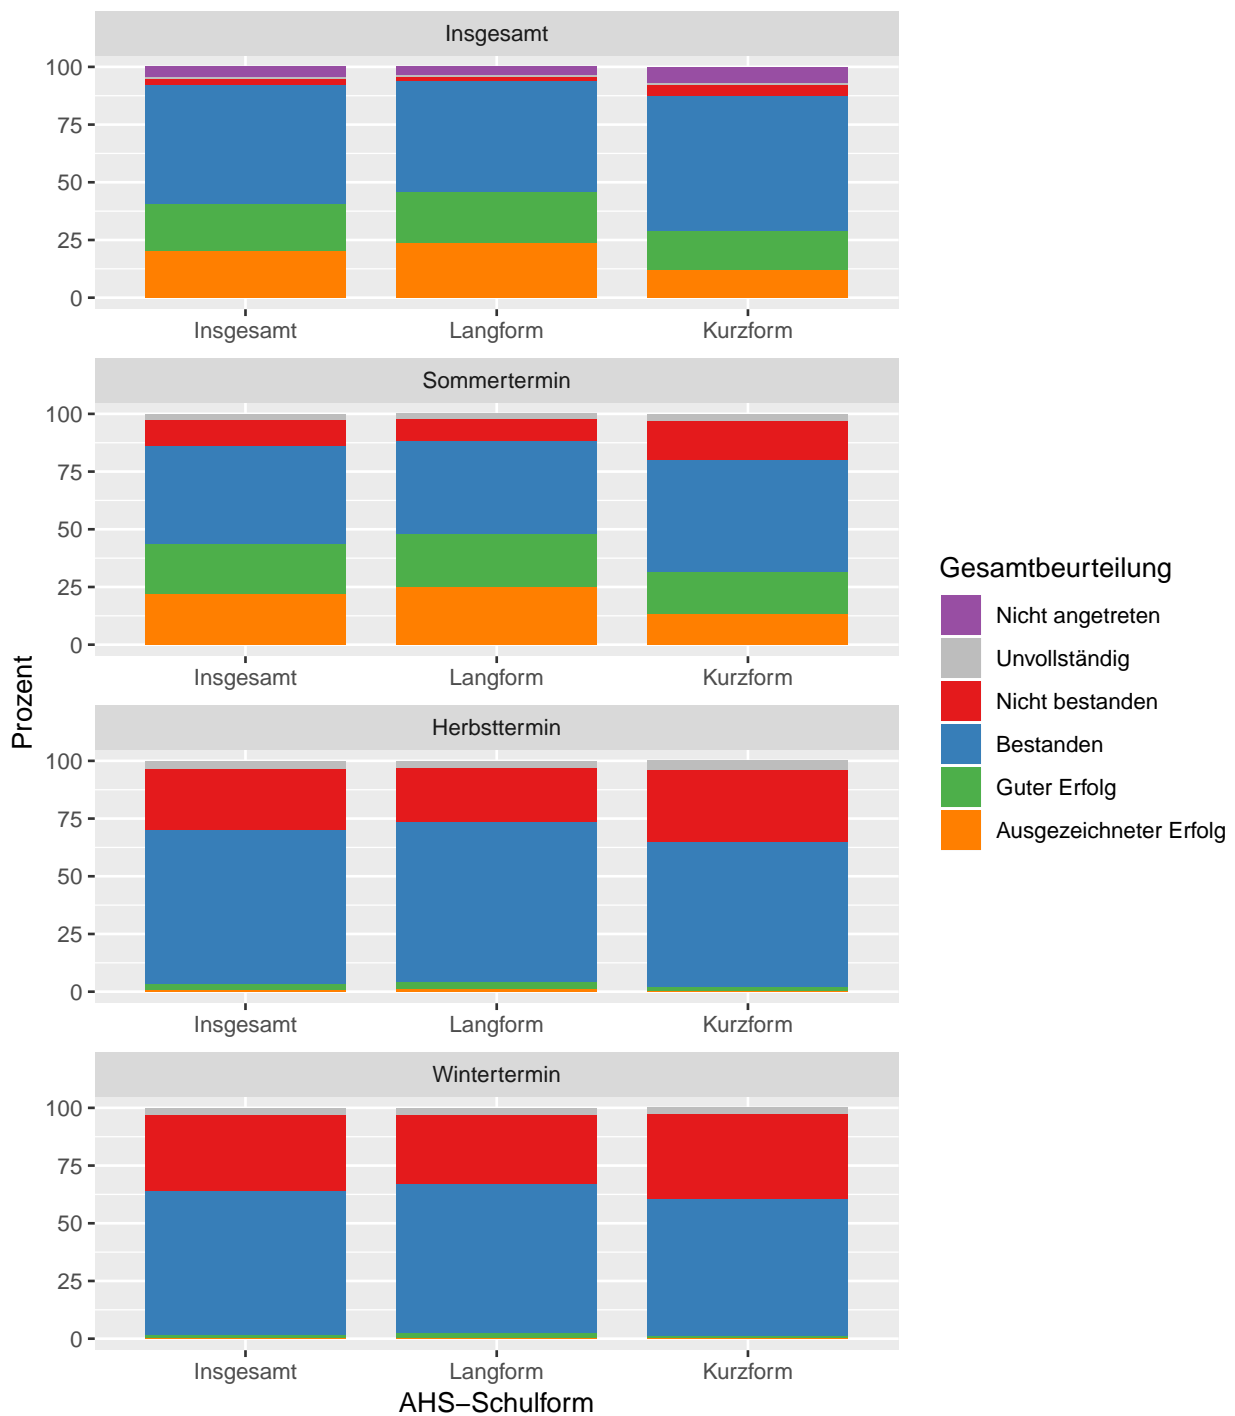 Insgesamt
100
75
50
25
0
Insgesamt Langform Kurzform
Sommertermin
100
75
50
25
0
Insgesamt Langform Kurzform
Herbsttermin
100
75
50
25
0
Insgesamt Langform Kurzform
Wintertermin
100
75
50
25
0
Insgesamt Langform Kurzform
AHS−Schulform
Prozent
Gesamtbeurteilung
Nicht angetreten
Unvollständig
Nicht bestanden
Bestanden
Guter Erfolg
Ausgezeichneter Erfolg